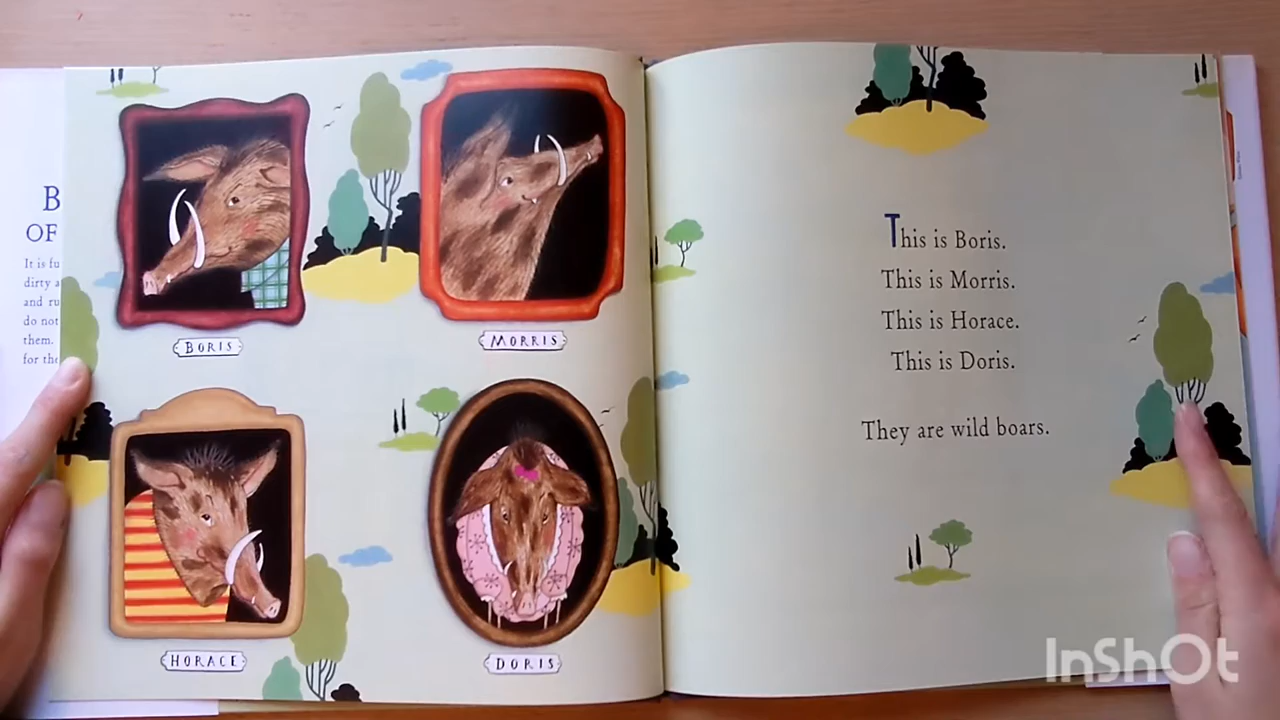 B
OF
It is fu
dirty a
and ru
do not
them.
for the
BORIS
MORRIS
HORACE
DORIS
This is Boris.
This is Morris.
This is Horace.
This is Doris.
They are wild boars.
InShOt